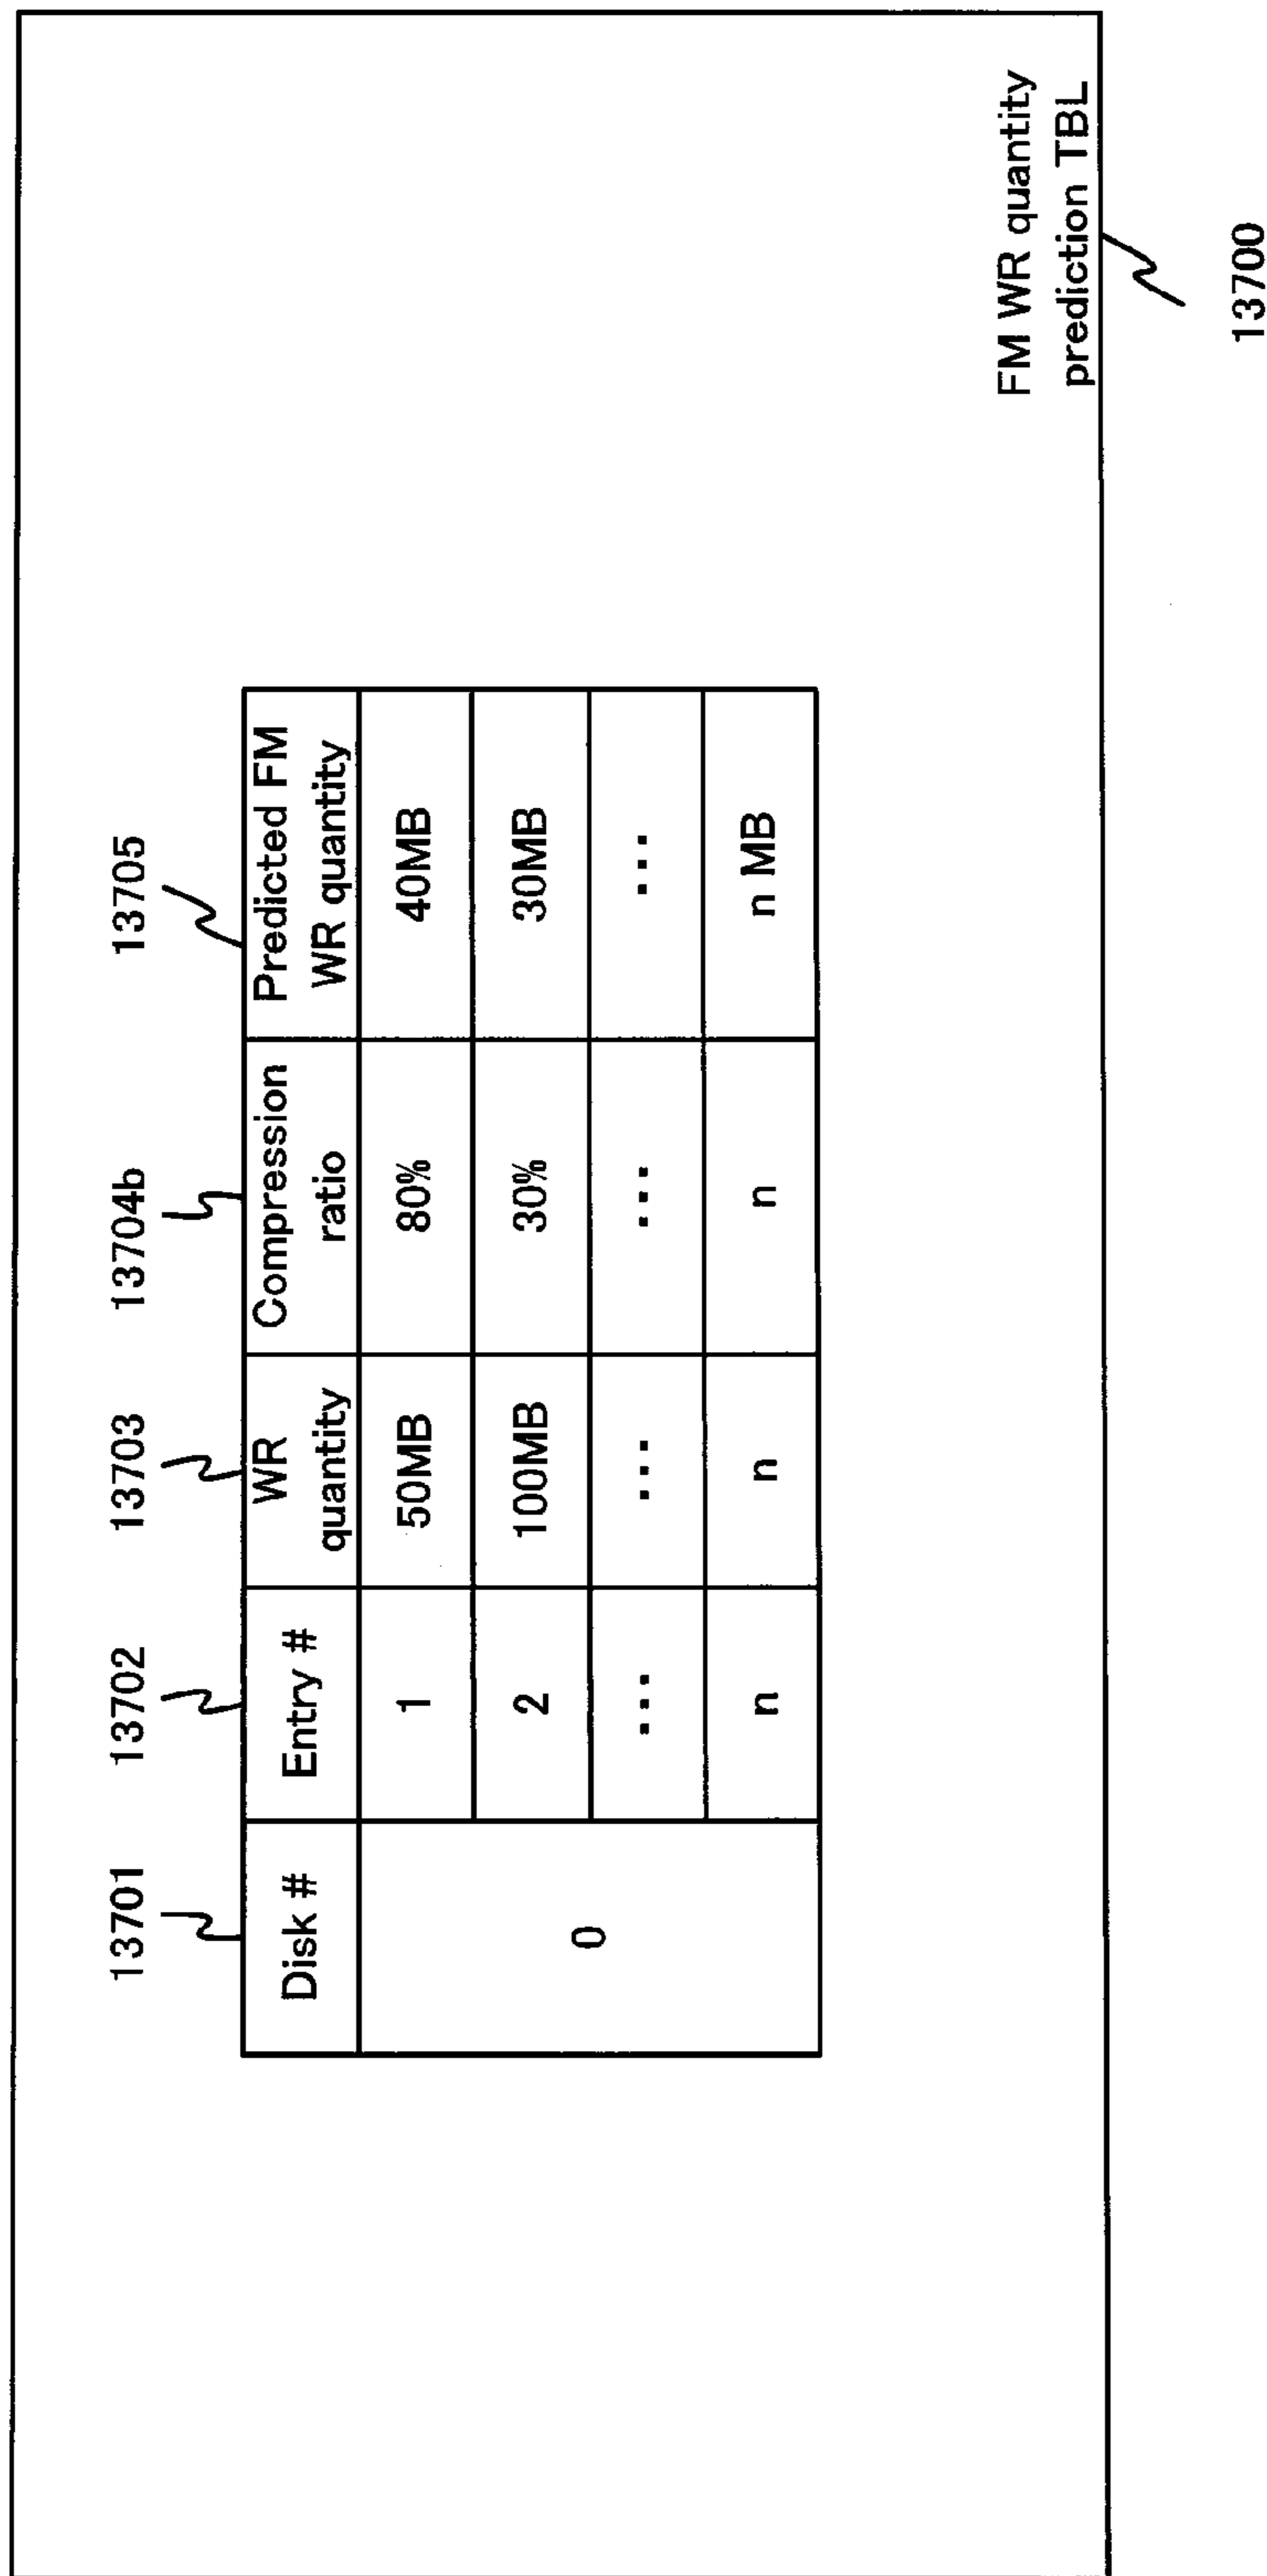 13701
13702
13703
13704b
13705
Disk #
Entry #
WR
quantity
Compression
ratio
Predicted FM
WR quantity
0
1
50MB
80%
40MB
2
100MB
30%
30MB
...
...
...
...
n
n
n
n MB
FM WR quantity
prediction TBL
13700